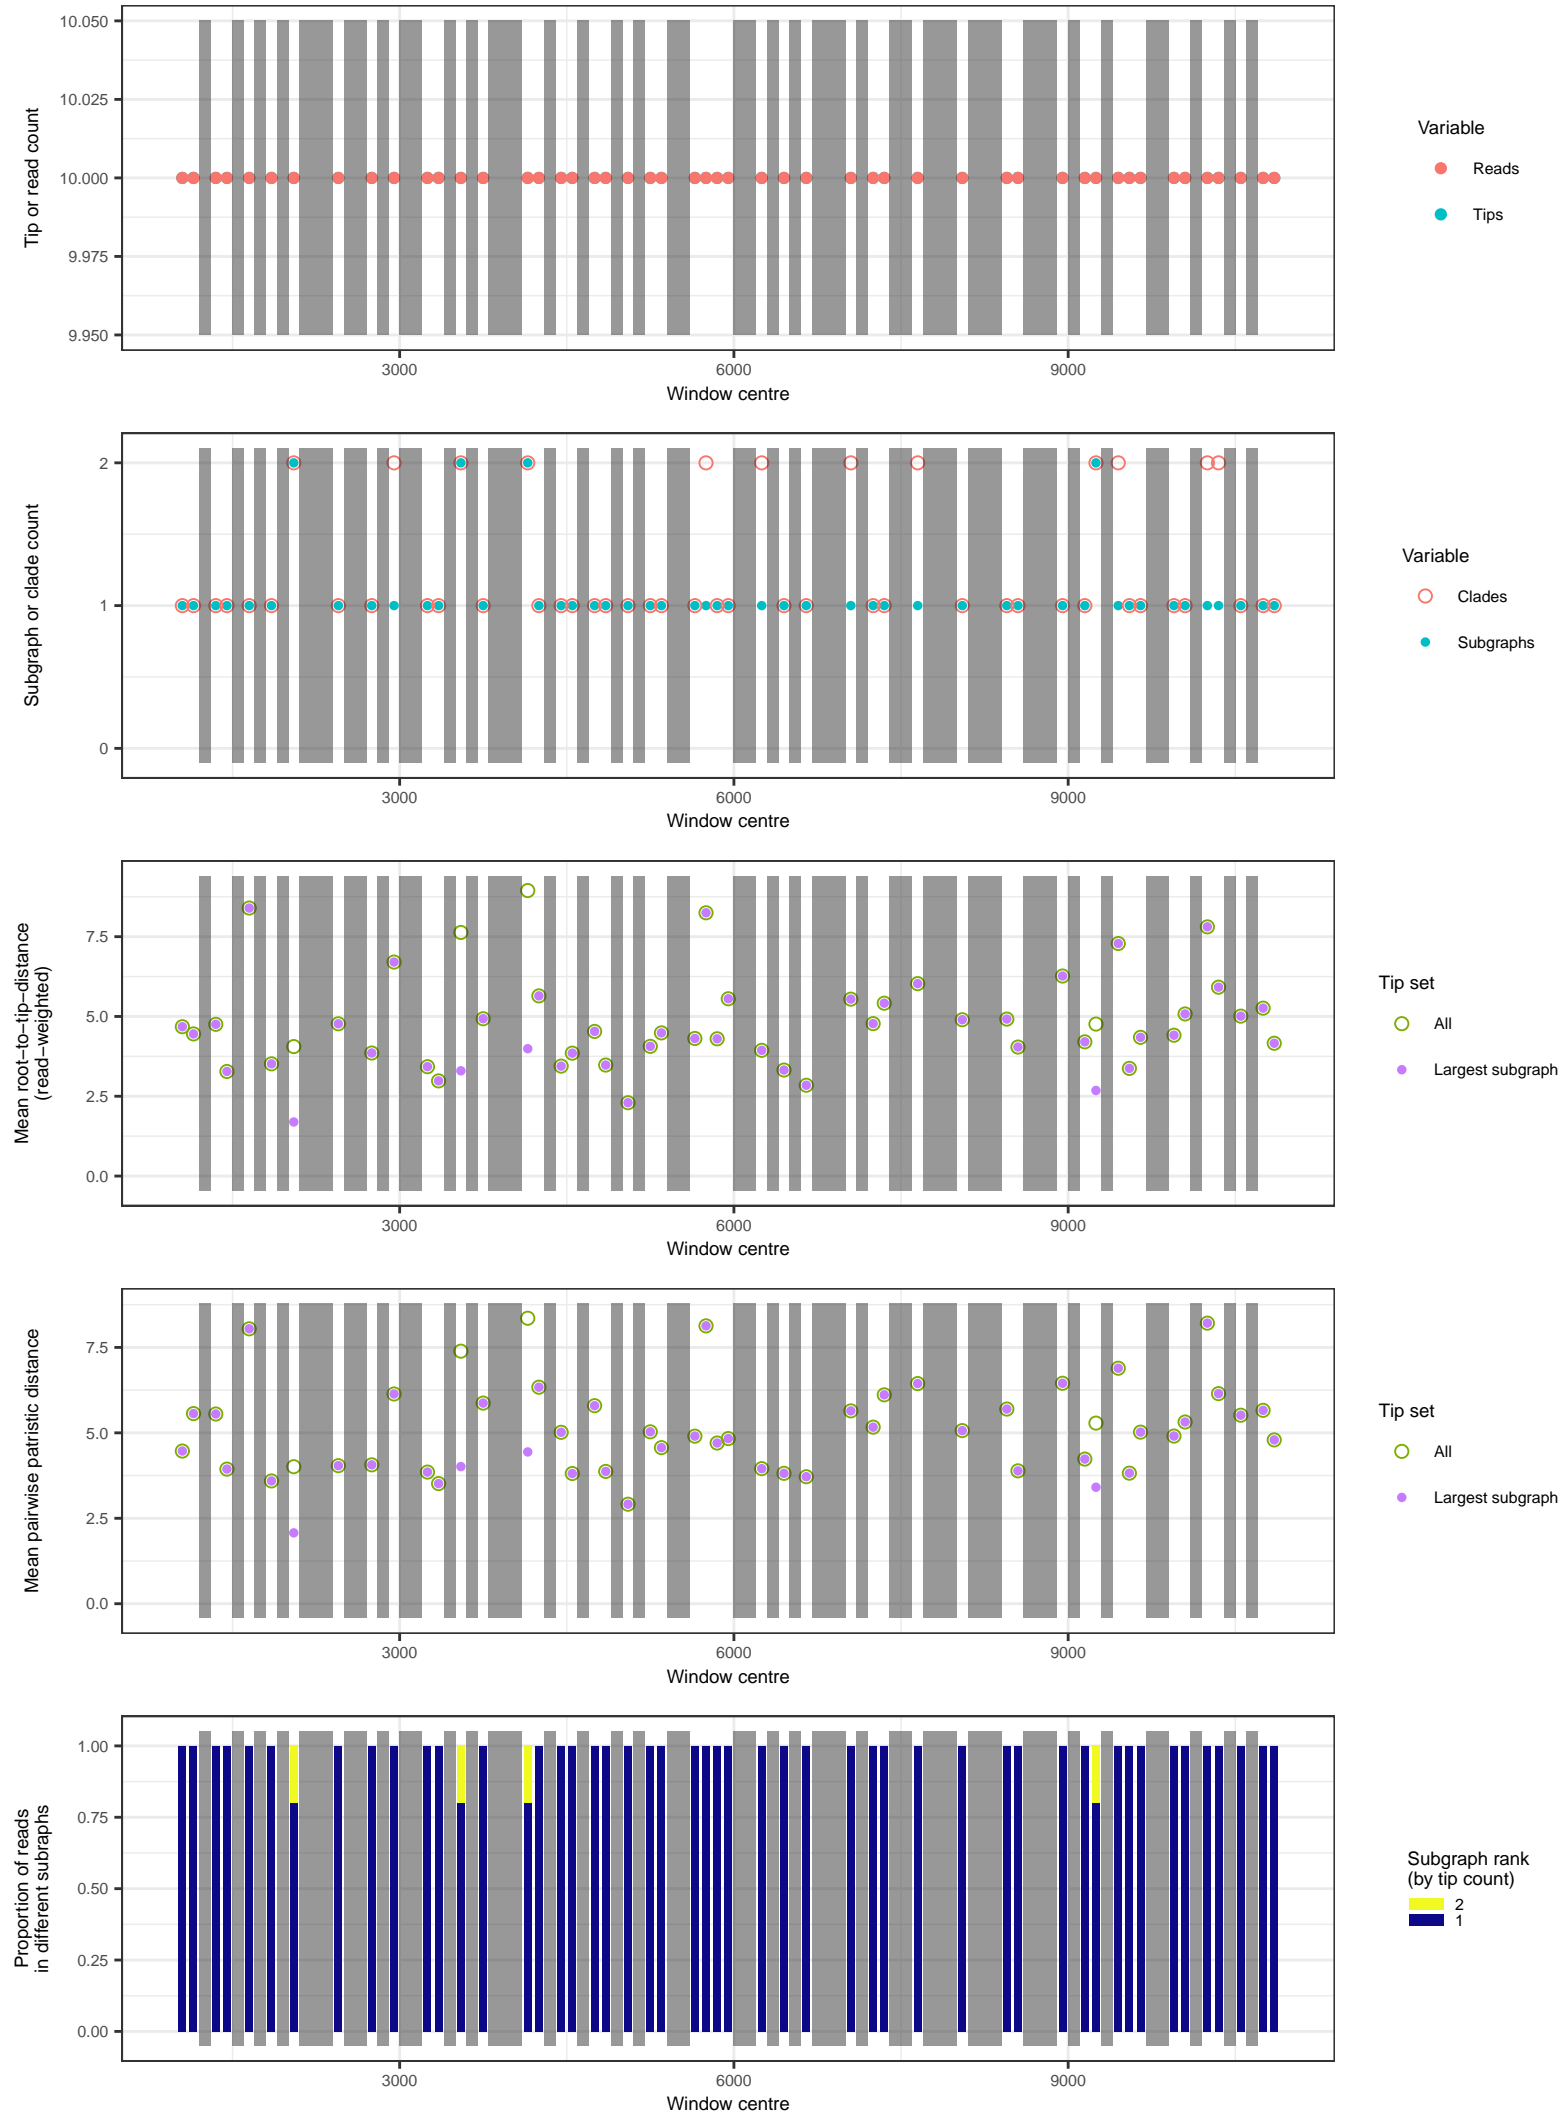 10.050
10.025
10.000
9.975
9.950
Tip or read count
3000
6000
9000
Window centre
Variable
Reads
Tips
2
1
0
Subgraph or clade count
3000
6000
9000
Window centre
Variable
Clades
Subgraphs
7.5
5.0
2.5
0.0
Mean root−to−tip−distance
(read−weighted)
3000
6000
9000
Window centre
Tip set
All
Largest subgraph
7.5
5.0
2.5
0.0
Mean pairwise patristic distance
3000
6000
9000
Window centre
Tip set
All
Largest subgraph
1.00
0.75
0.50
0.25
0.00
Proportion of reads
in different subraphs
3000
6000
9000
Window centre
Subgraph rank
(by tip count)
2
1